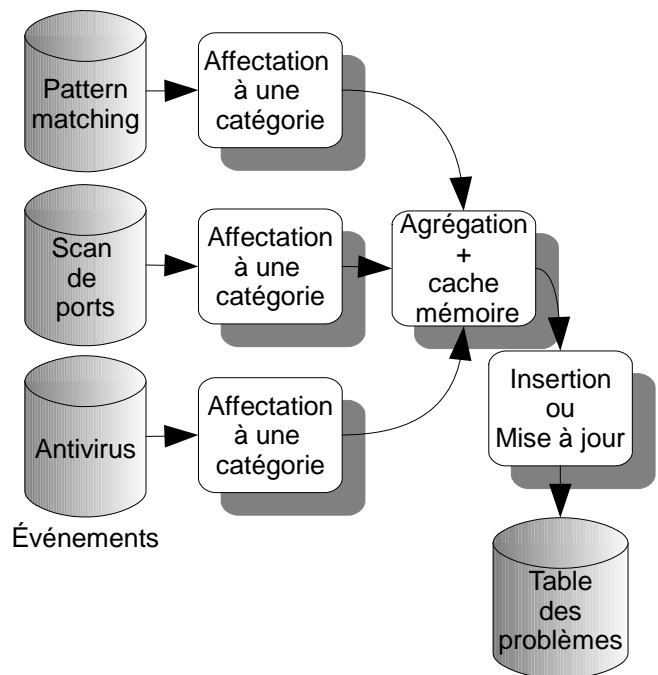 Pattern
matching
Affectation
à une
catégorie
Scan
de
ports
Affectation
à une
catégorie
Agrégation
+
cache
mémoire
Antivirus
Affectation
à une
catégorie
Insertion
ou
Mise à jour
Événements
Table
des
problèmes